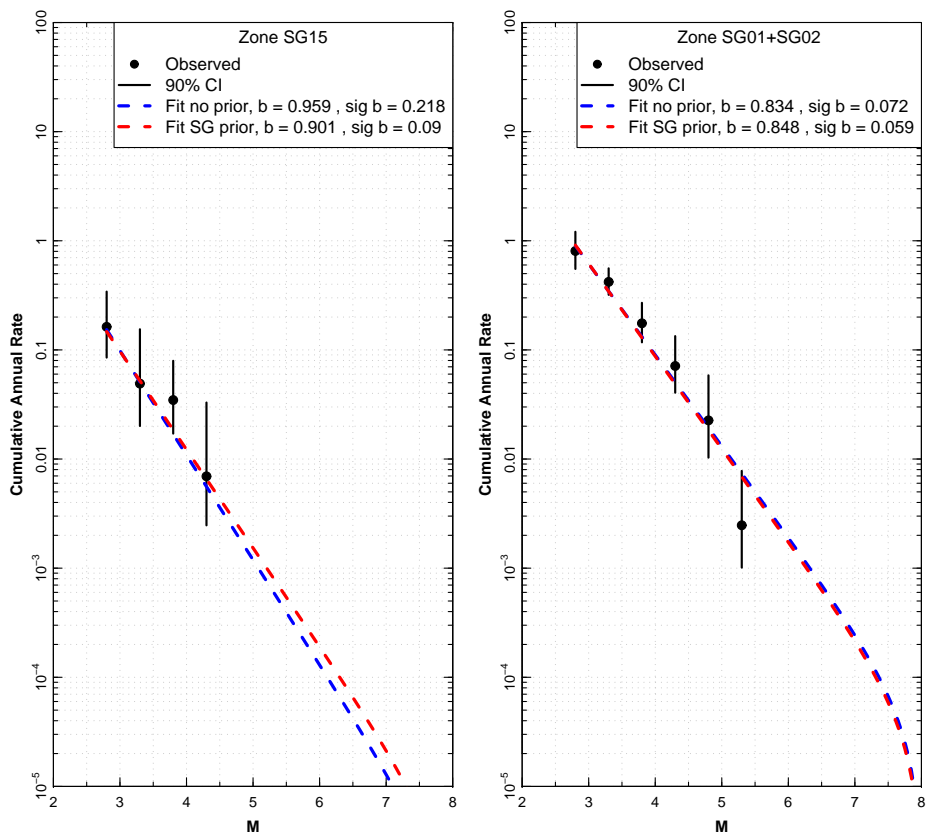 Zone SG15
Observed
90% CI
Fit no prior, b = 0.959 , sig b = 0.218
Fit SG prior, b = 0.901 , sig b = 0.09
Cumulative Annual Rate
100
10
1
0.1
0.01
10⁻³
10⁻⁴
10⁻⁵
2 3 4 5 6 7 8
M
Zone SG01+SG02
Observed
90% CI
Fit no prior, b = 0.834 , sig b = 0.072
Fit SG prior, b = 0.848 , sig b = 0.059
Cumulative Annual Rate
100
10
1
0.1
0.01
10⁻³
10⁻⁴
10⁻⁵
2 3 4 5 6 7 8
M